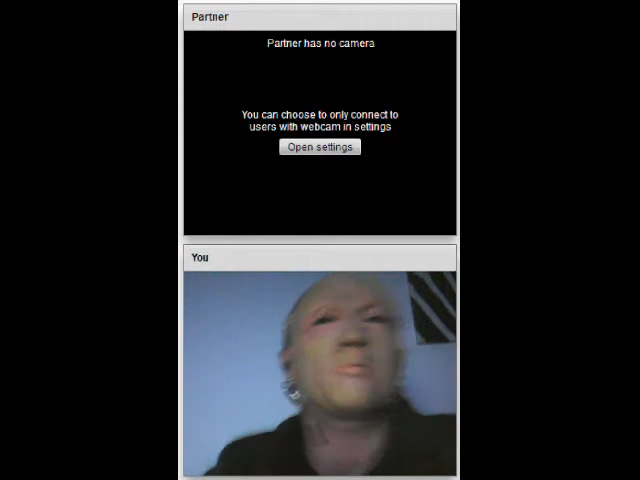 Partner
Partner has no camera
You can choose to only connect to
users with webcam in settings
Open settings
You